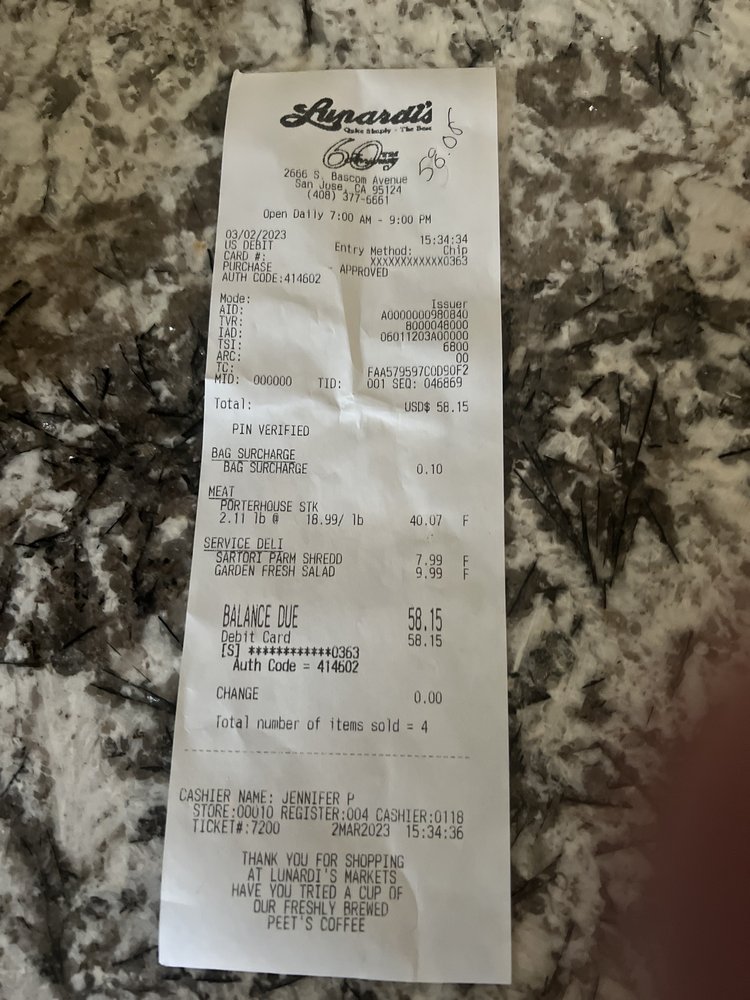 Lunardi's
60
58.05
2666 S. Bascom Avenue
San Jose, CA 95124
(408) 377-6661
Open Daily 7:00 AM - 9:00 PM
03/02/2023 15:34:34
US DEBIT Entry Method: Chip
CARD #: XXXXXXXXXXXX0363
PURCHASE APPROVED
AUTH CODE:414602
Mode: Issuer
AID: A0000000980840
TVR: 8000048000
IAD: 06011203A00000
TSI: 6800
ARC: 00
TC: FAA579597C0D90F2
MID: 000000 TID: 001 SEQ: 046869
Total: USD$ 58.15
PIN VERIFIED
BAG SURCHARGE
BAG SURCHARGE 0.10
MEAT
PORTERHOUSE STK
2.11 lb @ 18.99/ lb 40.07 F
SERVICE DELI
SARTORI PARM SHREDD 7.99 F
GARDEN FRESH SALAD 9.99 F
BALANCE DUE 58.15
Debit Card 58.15
[S] ************0363
Auth Code = 414602
CHANGE 0.00
Total number of items sold = 4
CASHIER NAME: JENNIFER P
STORE:00010 REGISTER:004 CASHIER:0118
TICKET#:7200 2MAR2023 15:34:36
THANK YOU FOR SHOPPING
AT LUNARDI'S MARKETS
HAVE YOU TRIED A CUP OF
OUR FRESHLY BREWED
PEET'S COFFEE